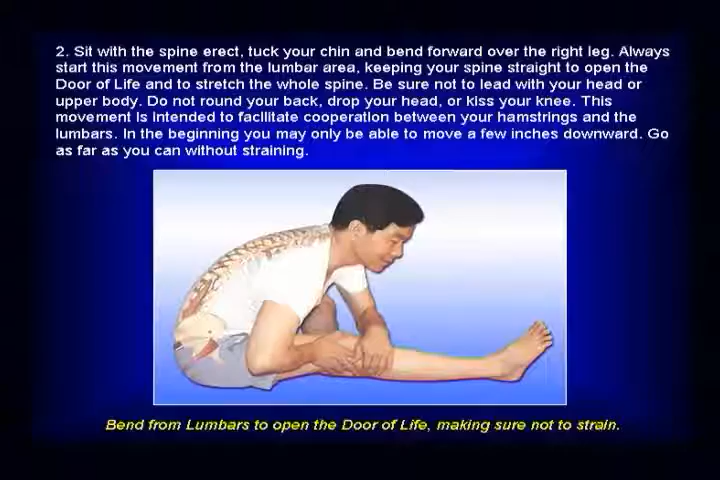 2. Sit with the spine erect, tuck your chin and bend forward over the right leg. Always
start this movement from the lumbar area, keeping your spine straight to open the
Door of Life and to stretch the whole spine. Be sure not to lead with your head or
upper body. Do not round your back, drop your head, or kiss your knee. This
movement is intended to facilitate cooperation between your hamstrings and the
lumbars. In the beginning you may only be able to move a few inches downward. Go
as far as you can without straining.
Bend from Lumbars to open the Door of Life, making sure not to strain.